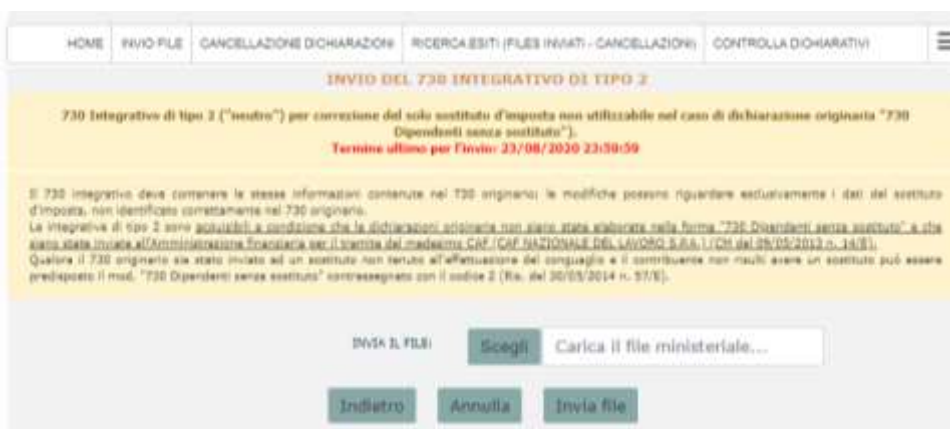 HOME INVIO FILE CANCELLAZIONE DICHIARAZIONI RICERCA ESITI (FILES INVIATI - CANCELLAZIONI) CONTROLLA DICHIARATIVI
INVIO DEL 730 INTEGRATIVO DI TIPO 2
730 Integrativo di tipo 2 ("neutro") per correzione del solo sostituto d'imposta non utilizzabile nel caso di dichiarazione originaria "730
Dipendenti senza sostituto").
Termine ultimo per l'invio: 23/08/2020 23:59:59
Il 730 integrativo deve contenere le stesse informazioni contenute nel 730 originario; le modifiche possono riguardare esclusivamente i dati del sostituto
d'imposta, non identificato correttamente nel 730 originario.
Le integrative di tipo 2 sono acquisibili a condizione che le dichiarazioni originarie non siano state elaborate nella forma "730 Dipendenti senza sostituto" e che
siano state inviate all'Amministrazione finanziaria per il tramite del medesimo CAF (CAF NAZIONALE DEL LAVORO S.P.A.) (CM del 09/05/2013 n. 14/E).
Qualora il 730 originario sia stato inviato ad un sostituto non tenuto all'effettuazione del conguaglio e il contribuente non risulti avere un sostituto può essere
predisposto il mod. "730 Dipendenti senza sostituto" contrassegnato con il codice 2 (Ris. del 30/05/2014 n. 57/E).
INVIA IL FILE: Scegli Carica il file ministeriale...
Indietro Annulla Invia file